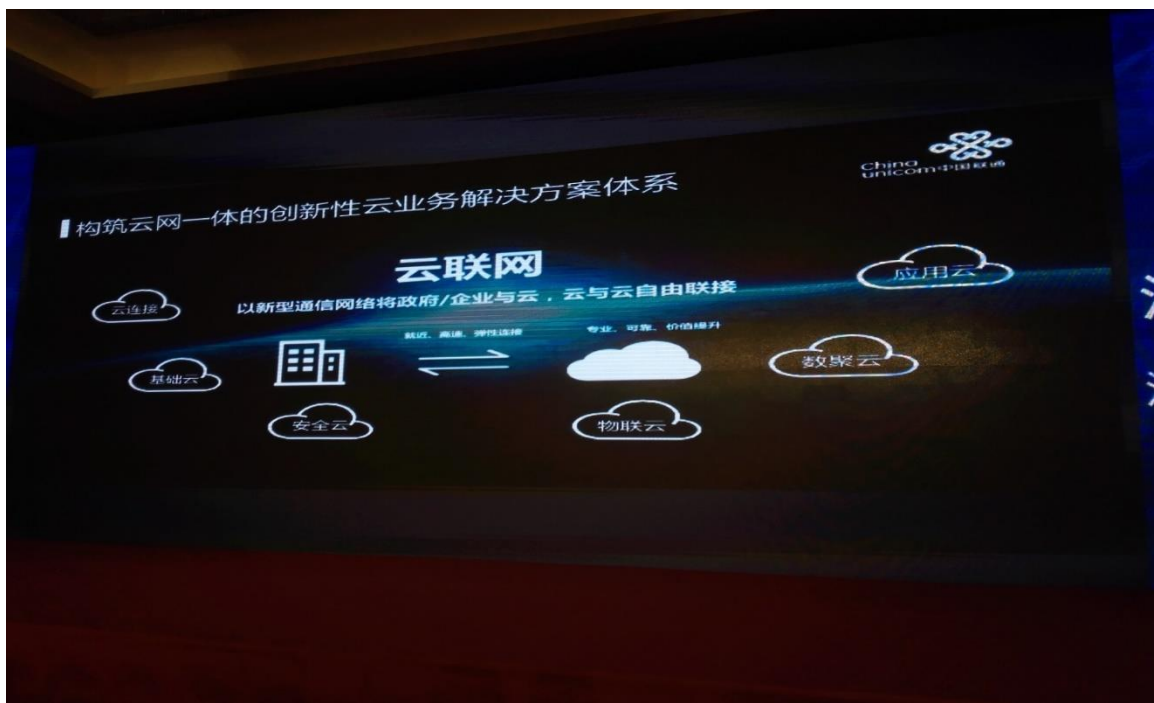 China
unicom中国联通
构筑云网一体的创新性云业务解决方案体系
云联网
以新型通信网络将政府/企业与云，云与云自由联接
就近、高速、弹性连接
专业、可靠、价值提升
云连接
应用云
基础云
数聚云
安全云
物联云